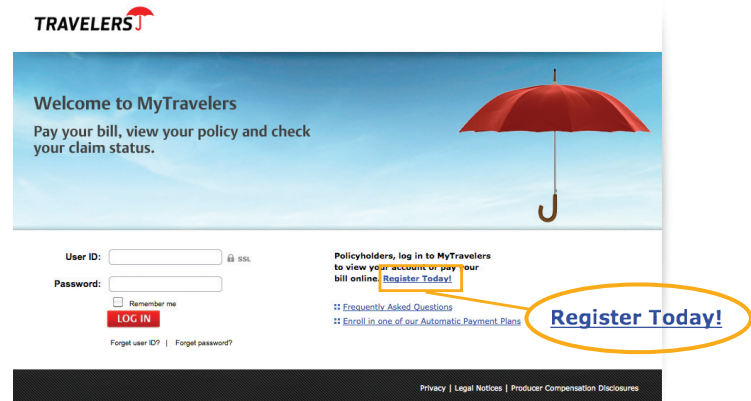 TRAVELERS
Welcome to MyTravelers
Pay your bill, view your policy and check
your claim status.
User ID:
SSL
Password:
Remember me
LOG IN
Forget user ID? | Forget password?
Policyholders, log in to MyTravelers
to view your account or pay your
bill online. Register Today!
Frequently Asked Questions
Enroll in one of our Automatic Payment Plans
Register Today!
Privacy | Legal Notices | Producer Compensation Disclosures